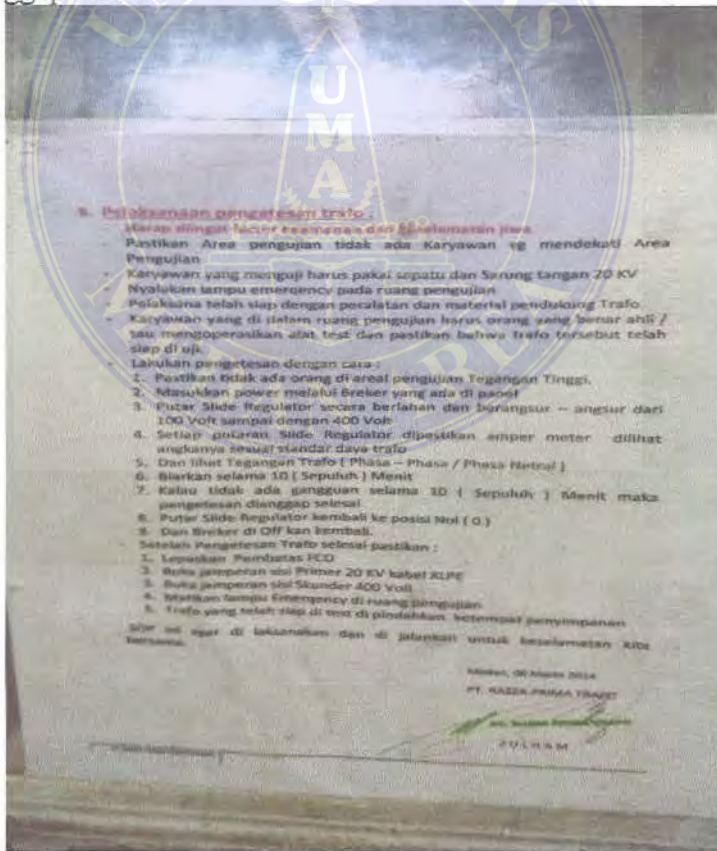 UMA
5. Pelaksanaan pengetesan trafo :
Harap diingat faktor keamanan dan keselamatan jiwa
- Pastikan Area pengujian tidak ada Karyawan yg mendekati Area
Pengujian
- Karyawan yang menguji harus pakai sepatu dan Sarung tangan 20 KV
- Nyalakan lampu emergency pada ruang pengujian
- Pelaksana telah siap dengan peralatan dan material pendukung Trafo
- Karyawan yang di dalam ruang pengujian harus orang yang benar ahli /
tau mengoperasikan alat test dan pastikan bahwa trafo tersebut telah
siap di uji.
- Lakukan pengetesan dengan cara :
1. Pastikan tidak ada orang di areal pengujian Tegangan Tinggi.
2. Masukkan power melalui Breker yang ada di panel
3. Putar Slide Regulator secara berlahan dan barangsur – angsur dari
100 Volt sampai dengan 400 Volt
4. Setiap putaran Slide Regulator dipastikan amper meter dilihat
angkanya sesuai standar daya trafo
5. Dan lihat Tegangan Trafo ( Phasa – Phasa / Phasa Netral )
6. Biarkan selama 10 ( Sepuluh ) Menit
7. Kalau tidak ada gangguan selama 10 ( Sepuluh ) Menit maka
pengetesan dianggap selesai
8. Putar Slide Regulator kembali ke posisi Nol ( 0 )
9. Dan Breker di Off kan kembali.
- Setelah Pengetesan Trafo selesai pastikan :
1. Lepaskan Pembatas FCO
2. Buka jamperan sisi Primer 20 KV kabel XLPE
3. Buka jamperan sisi Skunder 400 Volt
4. Matikan lampu Emergency di ruang pengujian
5. Trafo yang telah siap di test di pindahkan ketempat penyimpanan
ini agar di laksanakan dan di jalankan untuk keselamatan kita
bersama.
Medan, Maret 2014
PT. PRIMA TRAFO
ZULHAM